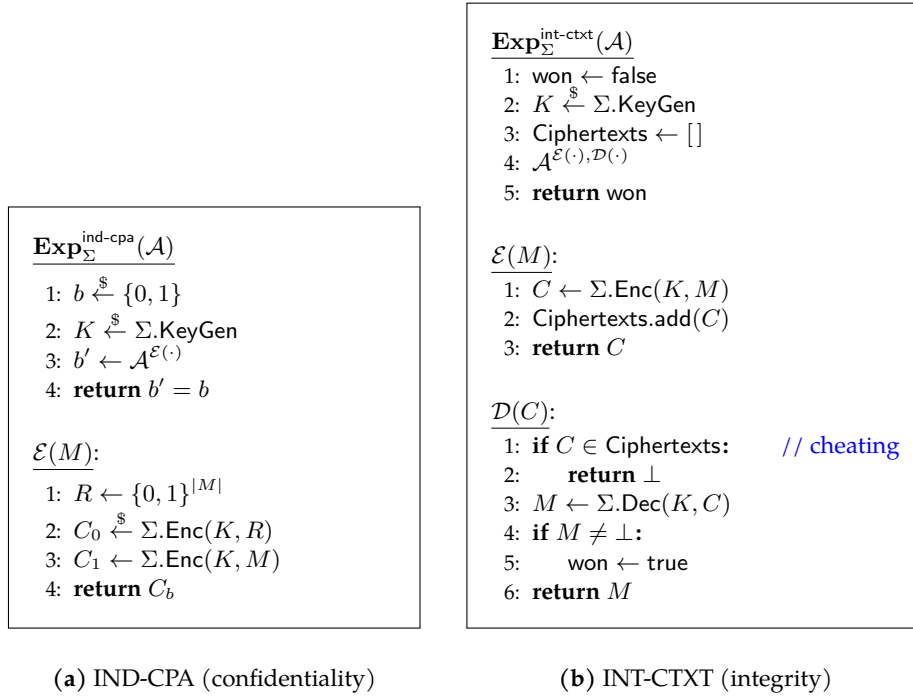 Exp_Σ^ind-cpa(𝒜)
1: b ←$ {0, 1}
2: K ←$ Σ.KeyGen
3: b′ ← 𝒜^ℰ(·)
4: return b′ = b
ℰ(M):
1: R ← {0, 1}^|M|
2: C₀ ←$ Σ.Enc(K, R)
3: C₁ ← Σ.Enc(K, M)
4: return C_b
(a) IND-CPA (confidentiality)
Exp_Σ^int-ctxt(𝒜)
1: won ← false
2: K ←$ Σ.KeyGen
3: Ciphertexts ← [ ]
4: 𝒜^ℰ(·),𝒟(·)
5: return won
ℰ(M):
1: C ← Σ.Enc(K, M)
2: Ciphertexts.add(C)
3: return C
𝒟(C):
1: if C ∈ Ciphertexts: // cheating
2: return ⊥
3: M ← Σ.Dec(K, C)
4: if M ≠ ⊥:
5: won ← true
6: return M
(b) INT-CTXT (integrity)